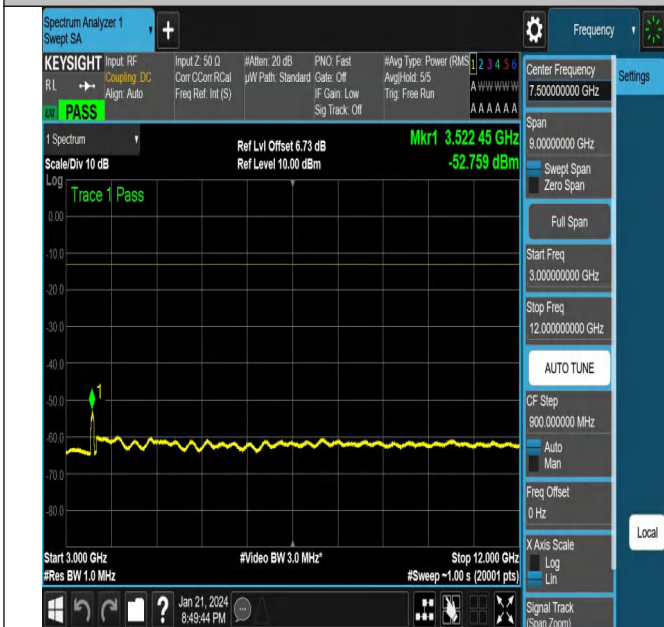 Spectrum Analyzer 1
Swept SA
+
Frequency
KEYSIGHT
Input: RF
Coupling: DC
Align: Auto
Input Z: 50 Ω
Corr CCorr RCal
Freq Ref: Int (S)
#Atten: 20 dB
µW Path: Standard
PNO: Fast
Gate: Off
IF Gain: Low
Sig Track: Off
#Avg Type: Power (RMS
Avg|Hold: 5/5
Trig: Free Run
1 2 3 4 5 6
A W W W W W
A A A A A A
RL
LXI
PASS
1 Spectrum
Scale/Div 10 dB
Ref Lvl Offset 6.73 dB
Ref Level 10.00 dBm
Mkr1 3.522 45 GHz
-52.759 dBm
Log
Trace 1 Pass
0.00
-10.0
-20.0
-30.0
-40.0
-50.0
-60.0
-70.0
-80.0
1
Start 3.000 GHz
#Res BW 1.0 MHz
#Video BW 3.0 MHz*
Stop 12.000 GHz
#Sweep ~1.00 s (20001 pts)
Jan 21, 2024
8:49:44 PM
?
Center Frequency
7.500000000 GHz
Settings
Span
9.00000000 GHz
Swept Span
Zero Span
Full Span
Start Freq
3.000000000 GHz
Stop Freq
12.000000000 GHz
AUTO TUNE
CF Step
900.000000 MHz
Auto
Man
Freq Offset
0 Hz
Local
X Axis Scale
Log
Lin
Signal Track
(Span Zoom)